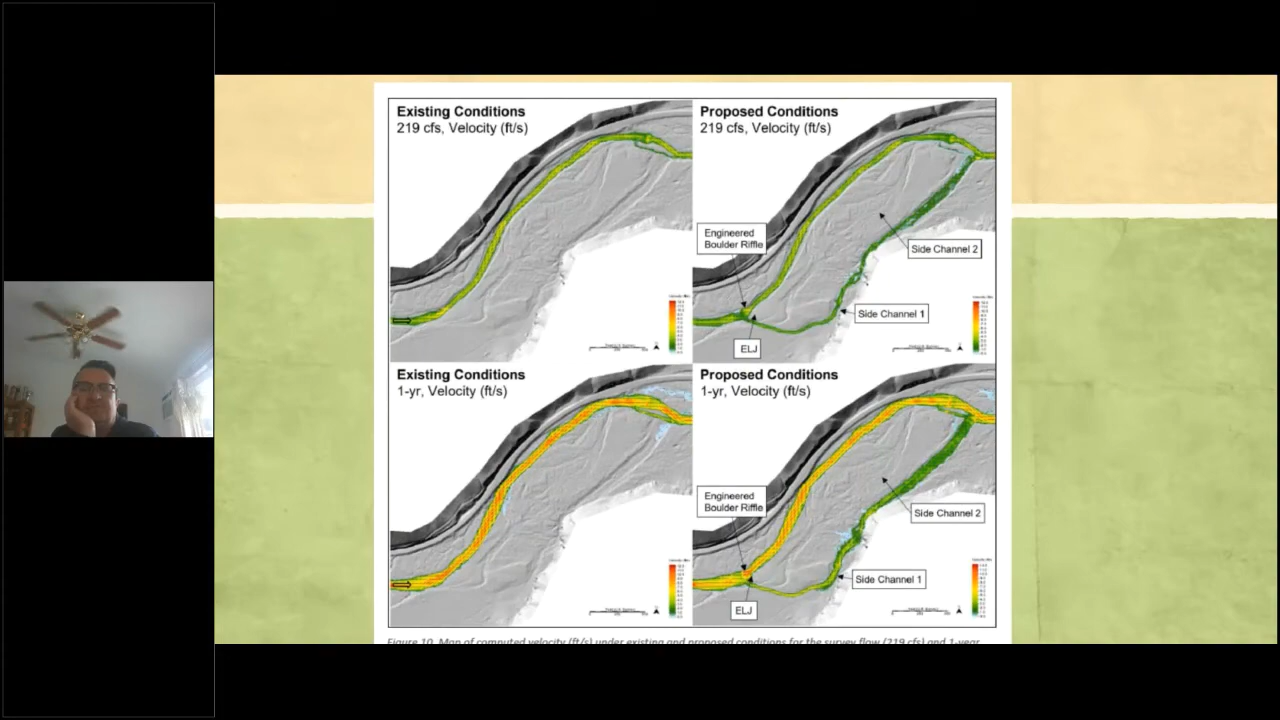 Existing Conditions
219 cfs, Velocity (ft/s)
Proposed Conditions
219 cfs, Velocity (ft/s)
Engineered
Boulder Riffle
Side Channel 2
Side Channel 1
ELJ
Existing Conditions
1-yr, Velocity (ft/s)
Proposed Conditions
1-yr, Velocity (ft/s)
Engineered
Boulder Riffle
Side Channel 2
Side Channel 1
ELJ
Figure 10. Map of computed velocity (ft/s) under existing and proposed conditions for the survey flow (219 cfs) and 1-year